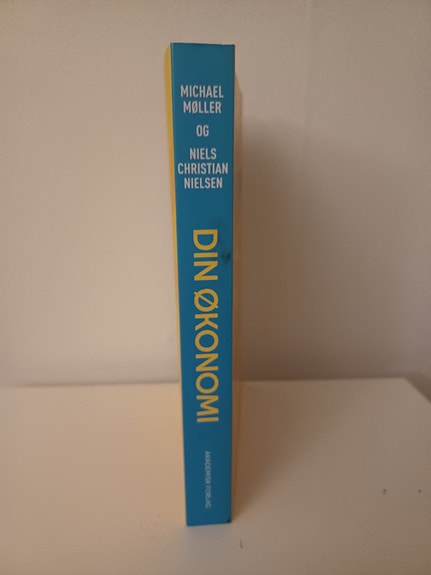 MICHAEL
MØLLER
OG
NIELS
CHRISTIAN
NIELSEN
DIN ØKONOMI
AKADEMISK FORLAG